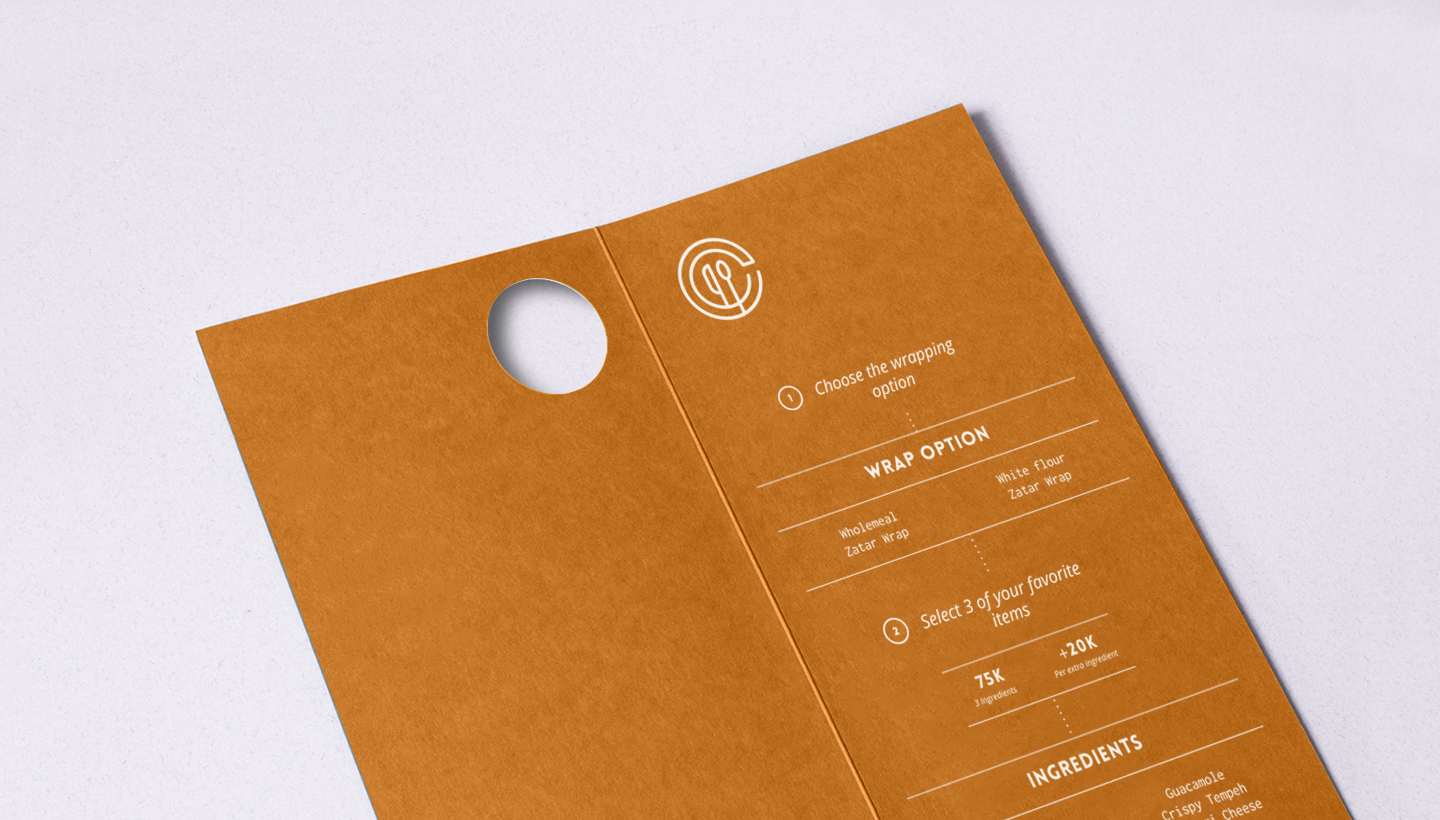 1
Choose the wrapping
option
WRAP OPTION
Wholemeal
Zatar Wrap
White flour
Zatar Wrap
2
Select 3 of your favorite
items
75K
3 Ingredients
+20K
Per extra ingredient
INGREDIENTS
Guacamole
Crispy Tempeh
Cheese